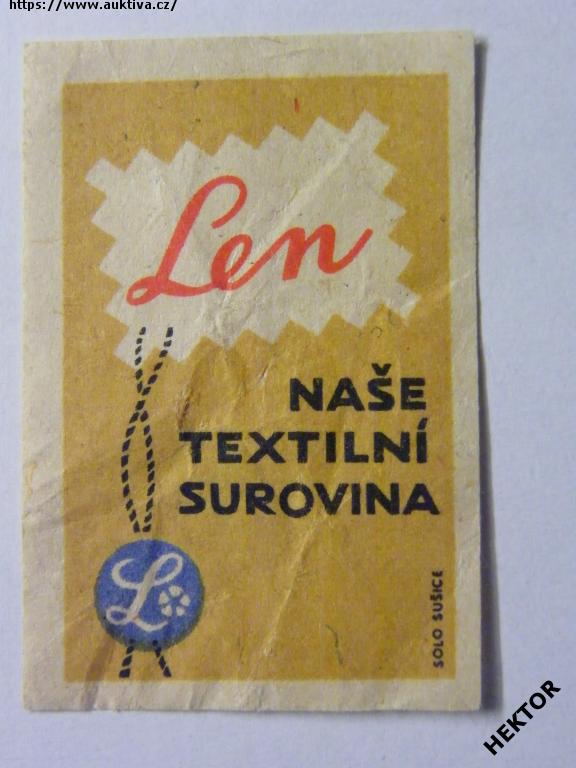 https://www.auktiva.cz/
Len
NAŠE
TEXTILNÍ
SUROVINA
L
SOLO SUŠICE
HEKTOR